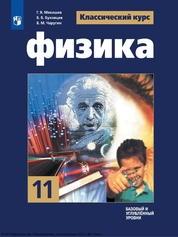 Г. Я. Мякишев
Б. Б. Буховцев
В. М. Чаругин
Классический курс
физика
11
БАЗОВЫЙ И
УГЛУБЛЁННЫЙ
УРОВНИ